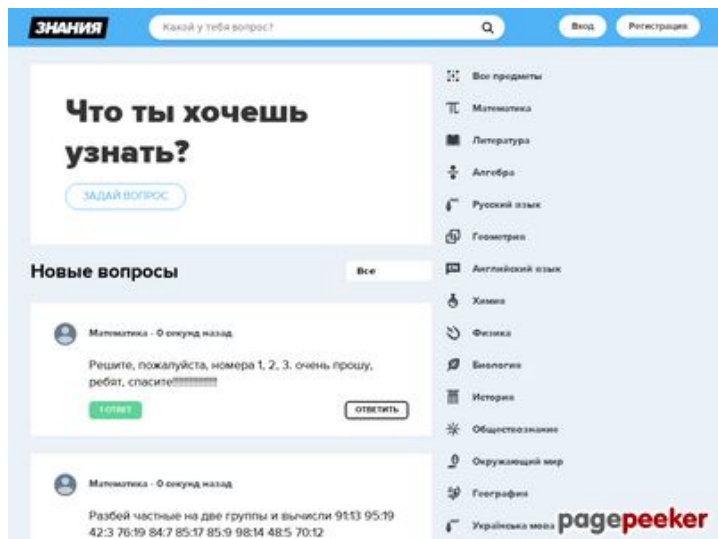 ЗНАНИЯ
Какой у тебя вопрос?
Вход
Регистрация
Что ты хочешь
узнать?
ЗАДАЙ ВОПРОС
Новые вопросы
Все
Математика - 0 секунд назад
Решите, пожалуйста, номера 1, 2, 3. очень прошу,
ребят, спасите!!!!!!!!!!!!!!!!!!
1 ОТВЕТ
ОТВЕТИТЬ
Математика - 0 секунд назад
Разбей частные на две группы и вычисли 91:13 95:19
42:3 76:19 84:7 85:17 85:9 98:14 48:5 70:12
Все предметы
Математика
Литература
Алгебра
Русский язык
Геометрия
Английский язык
Химия
Физика
Биология
История
Обществознание
Окружающий мир
География
Українська мова
pagepeeker